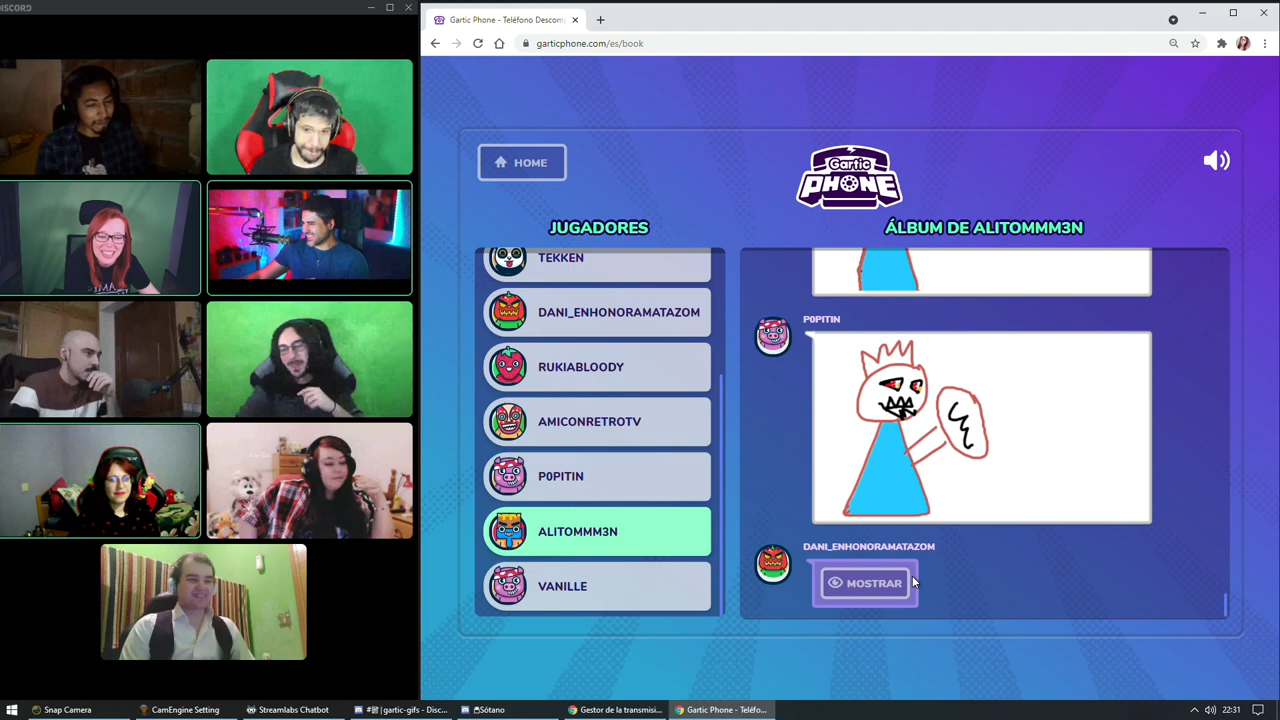 DISCORD
Gartic Phone - Teléfono Descom
garticphone.com/es/book
HOME
Gartic
PHONE
JUGADORES
ÁLBUM DE ALITOMMM3N
TEKKEN
DANI_ENHONORAMATAZOM
RUKIABLOODY
AMICONRETROTV
P0PITIN
ALITOMMM3N
VANILLE
P0PITIN
DANI_ENHONORAMATAZOM
MOSTRAR
Snap Camera
CamEngine Setting
Streamlabs Chatbot
gartic-gifs - Disc...
Sótano
Gestor de la transmisi...
Gartic Phone - Teléfo...
22:31